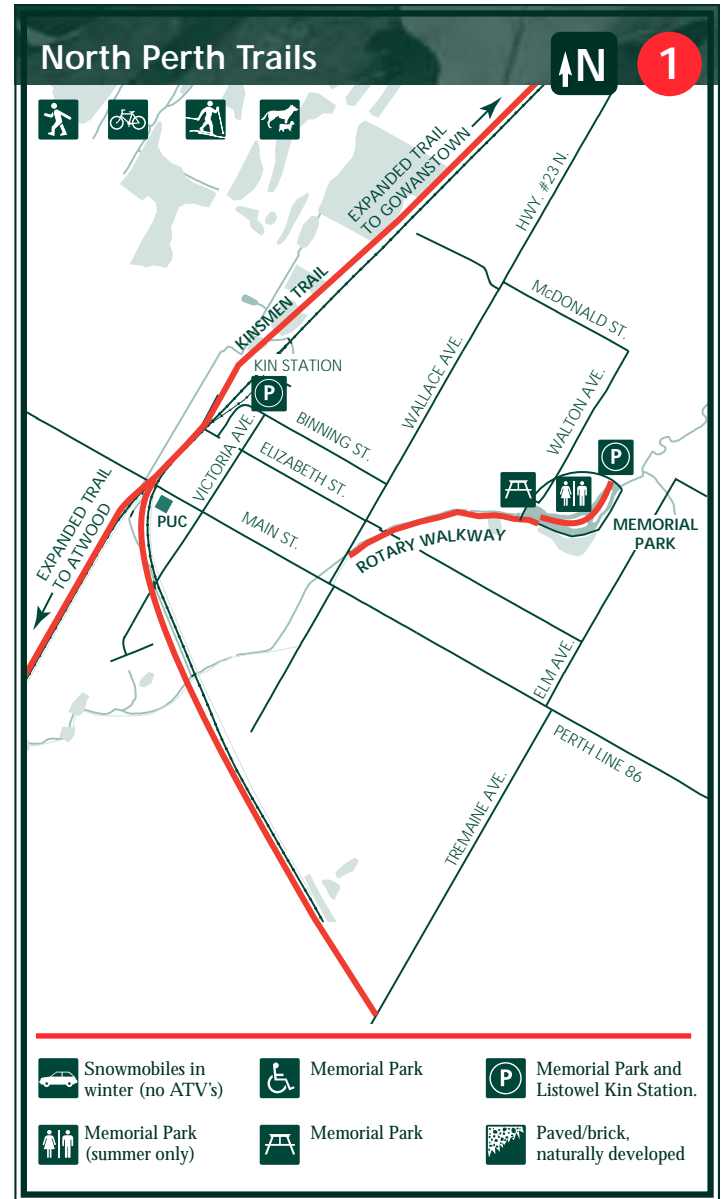 North Perth Trails
N
1
EXPANDED TRAIL
TO GOWANSTOWN
HWY. #23 N.
McDONALD ST.
KINSMEN TRAIL
KIN STATION
P
WALLACE AVE.
WALTON AVE.
BINNING ST.
VICTORIA AVE.
ELIZABETH ST.
P
MEMORIAL
PARK
PUC
MAIN ST.
ROTARY WALKWAY
EXPANDED TRAIL
TO ATWOOD
ELM AVE.
PERTH LINE 86
TREMAINE AVE.
Snowmobiles in
winter (no ATV's)
Memorial Park
P
Memorial Park and
Listowel Kin Station.
Memorial Park
(summer only)
Memorial Park
Paved/brick,
naturally developed